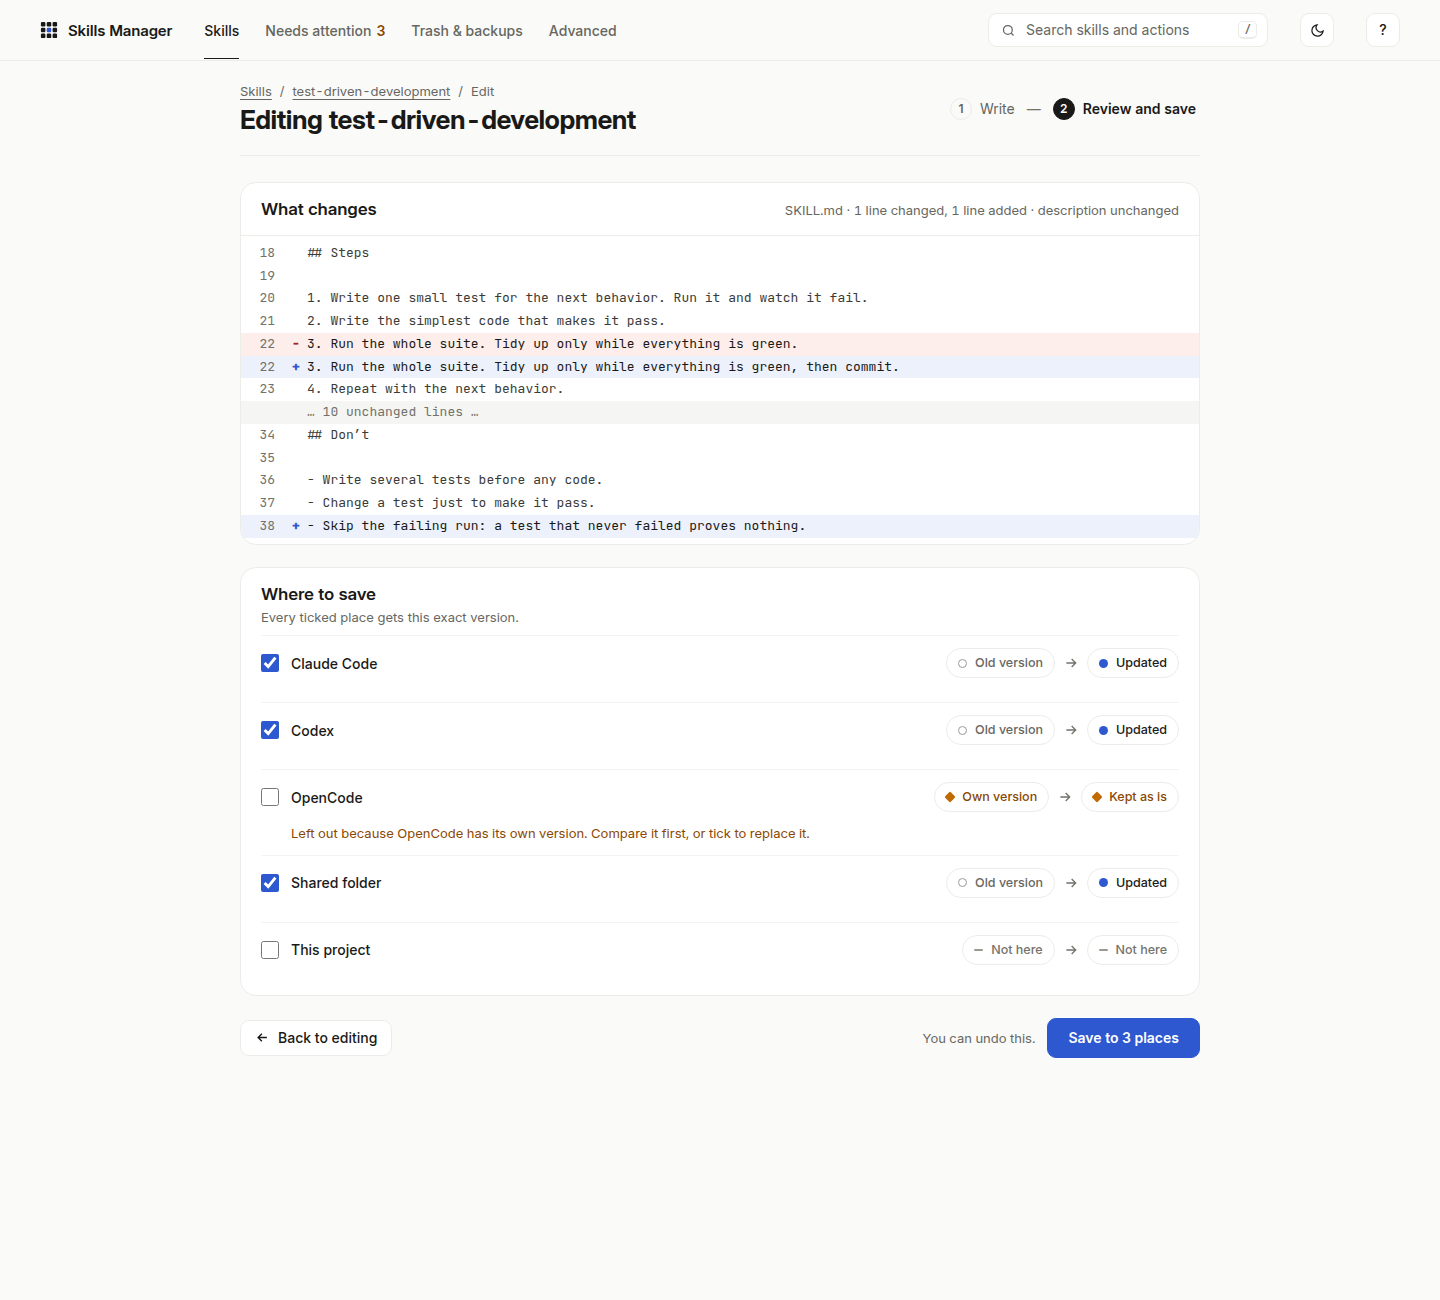 Skills Manager Skills Needs attention 3 Trash & backups Advanced Search skills and actions / ?
Skills / test-driven-development / Edit
Editing test-driven-development
1 Write — 2 Review and save
What changes
SKILL.md · 1 line changed, 1 line added · description unchanged
18 ## Steps
19
20 1. Write one small test for the next behavior. Run it and watch it fail.
21 2. Write the simplest code that makes it pass.
22 - 3. Run the whole suite. Tidy up only while everything is green.
22 + 3. Run the whole suite. Tidy up only while everything is green, then commit.
23 4. Repeat with the next behavior.
… 10 unchanged lines …
34 ## Don’t
35
36 - Write several tests before any code.
37 - Change a test just to make it pass.
38 + - Skip the failing run: a test that never failed proves nothing.
Where to save
Every ticked place gets this exact version.
Claude Code Old version → Updated
Codex Old version → Updated
OpenCode Own version → Kept as is
Left out because OpenCode has its own version. Compare it first, or tick to replace it.
Shared folder Old version → Updated
This project – Not here → – Not here
← Back to editing You can undo this. Save to 3 places